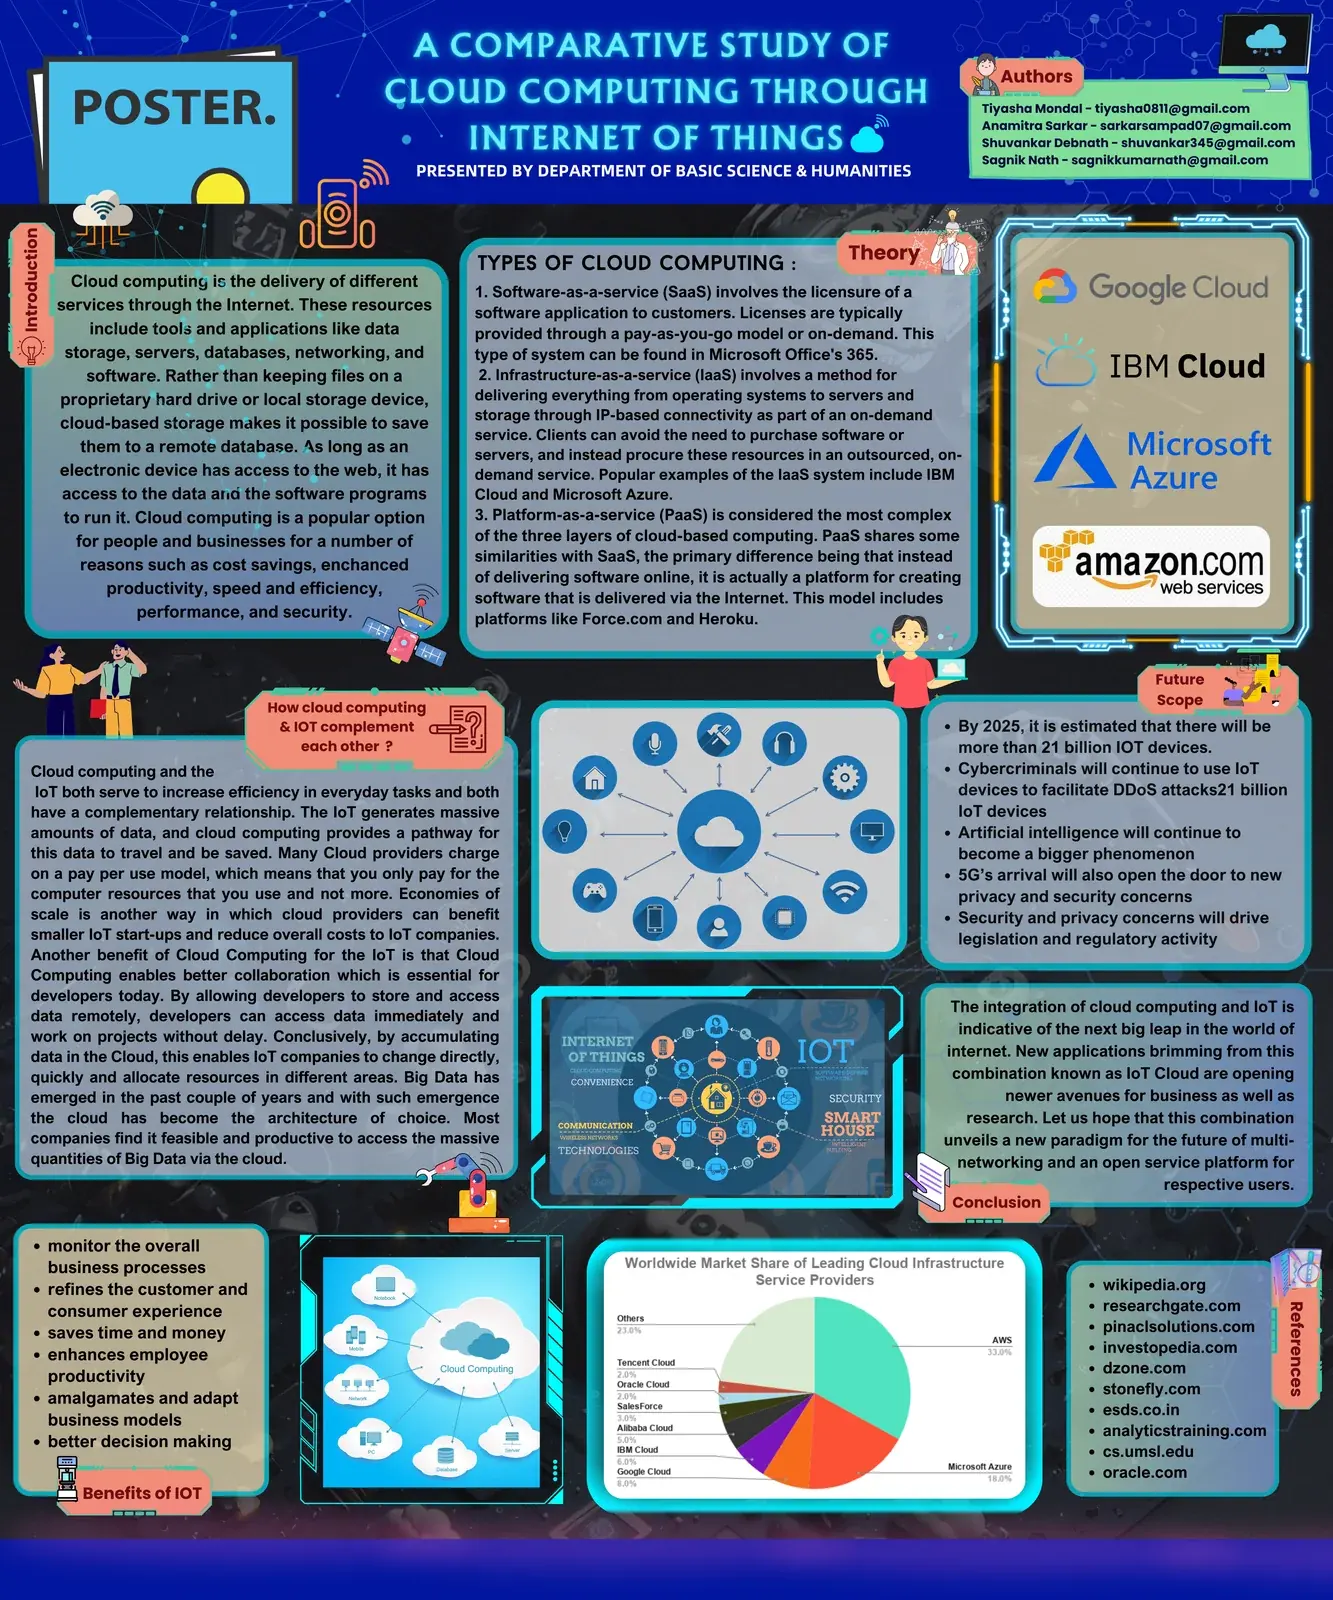 POSTER.
A COMPARATIVE STUDY OF
CLOUD COMPUTING THROUGH
INTERNET OF THINGS
PRESENTED BY DEPARTMENT OF BASIC SCIENCE & HUMANITIES
Authors
Tiyasha Mondal - tiyasha0811@gmail.com
Anamitra Sarkar - sarkarsampad07@gmail.com
Shuvankar Debnath - shuvankar345@gmail.com
Sagnik Nath - sagnikkumarnath@gmail.com
Introduction
Cloud computing is the delivery of different
services through the Internet. These resources
include tools and applications like data
storage, servers, databases, networking, and
software. Rather than keeping files on a
proprietary hard drive or local storage device,
cloud-based storage makes it possible to save
them to a remote database. As long as an
electronic device has access to the web, it has
access to the data and the software programs
to run it. Cloud computing is a popular option
for people and businesses for a number of
reasons such as cost savings, enchanced
productivity, speed and efficiency,
performance, and security.
Theory
TYPES OF CLOUD COMPUTING :
1. Software-as-a-service (SaaS) involves the licensure of a
software application to customers. Licenses are typically
provided through a pay-as-you-go model or on-demand. This
type of system can be found in Microsoft Office's 365.
2. Infrastructure-as-a-service (IaaS) involves a method for
delivering everything from operating systems to servers and
storage through IP-based connectivity as part of an on-demand
service. Clients can avoid the need to purchase software or
servers, and instead procure these resources in an outsourced, on-
demand service. Popular examples of the IaaS system include IBM
Cloud and Microsoft Azure.
3. Platform-as-a-service (PaaS) is considered the most complex
of the three layers of cloud-based computing. PaaS shares some
similarities with SaaS, the primary difference being that instead
of delivering software online, it is actually a platform for creating
software that is delivered via the Internet. This model includes
platforms like Force.com and Heroku.
Google Cloud
IBM Cloud
Microsoft
Azure
amazon.com
web services
How cloud computing
& IOT complement
each other ?
Cloud computing and the
IoT both serve to increase efficiency in everyday tasks and both
have a complementary relationship. The IoT generates massive
amounts of data, and cloud computing provides a pathway for
this data to travel and be saved. Many Cloud providers charge
on a pay per use model, which means that you only pay for the
computer resources that you use and not more. Economies of
scale is another way in which cloud providers can benefit
smaller IoT start-ups and reduce overall costs to IoT companies.
Another benefit of Cloud Computing for the IoT is that Cloud
Computing enables better collaboration which is essential for
developers today. By allowing developers to store and access
data remotely, developers can access data immediately and
work on projects without delay. Conclusively, by accumulating
data in the Cloud, this enables IoT companies to change directly,
quickly and allocate resources in different areas. Big Data has
emerged in the past couple of years and with such emergence
the cloud has become the architecture of choice. Most
companies find it feasible and productive to access the massive
quantities of Big Data via the cloud.
Future
Scope
• By 2025, it is estimated that there will be
more than 21 billion IOT devices.
• Cybercriminals will continue to use IoT
devices to facilitate DDoS attacks21 billion
IoT devices
• Artificial intelligence will continue to
become a bigger phenomenon
• 5G's arrival will also open the door to new
privacy and security concerns
• Security and privacy concerns will drive
legislation and regulatory activity
INTERNET
OF THINGS
CLOUD COMPUTING
CONVENIENCE
COMMUNICATION
WIRELESS NETWORKS
TECHNOLOGIES
IOT
SECURITY
SMART
HOUSE
The integration of cloud computing and IoT is
indicative of the next big leap in the world of
internet. New applications brimming from this
combination known as IoT Cloud are opening
newer avenues for business as well as
research. Let us hope that this combination
unveils a new paradigm for the future of multi-
networking and an open service platform for
respective users.
Conclusion
• monitor the overall
business processes
• refines the customer and
consumer experience
• saves time and money
• enhances employee
productivity
• amalgamates and adapt
business models
• better decision making
Benefits of IOT
Notebook
Mobile
Network
PC
Database
Server
Cloud Computing
Worldwide Market Share of Leading Cloud Infrastructure
Service Providers
Others
23.0%
Tencent Cloud
2.0%
Oracle Cloud
2.0%
SalesForce
3.0%
Alibaba Cloud
5.0%
IBM Cloud
6.0%
Google Cloud
8.0%
AWS
33.0%
Microsoft Azure
18.0%
References
• wikipedia.org
• researchgate.com
• pinaclsolutions.com
• investopedia.com
• dzone.com
• stonefly.com
• esds.co.in
• analyticstraining.com
• cs.umsl.edu
• oracle.com